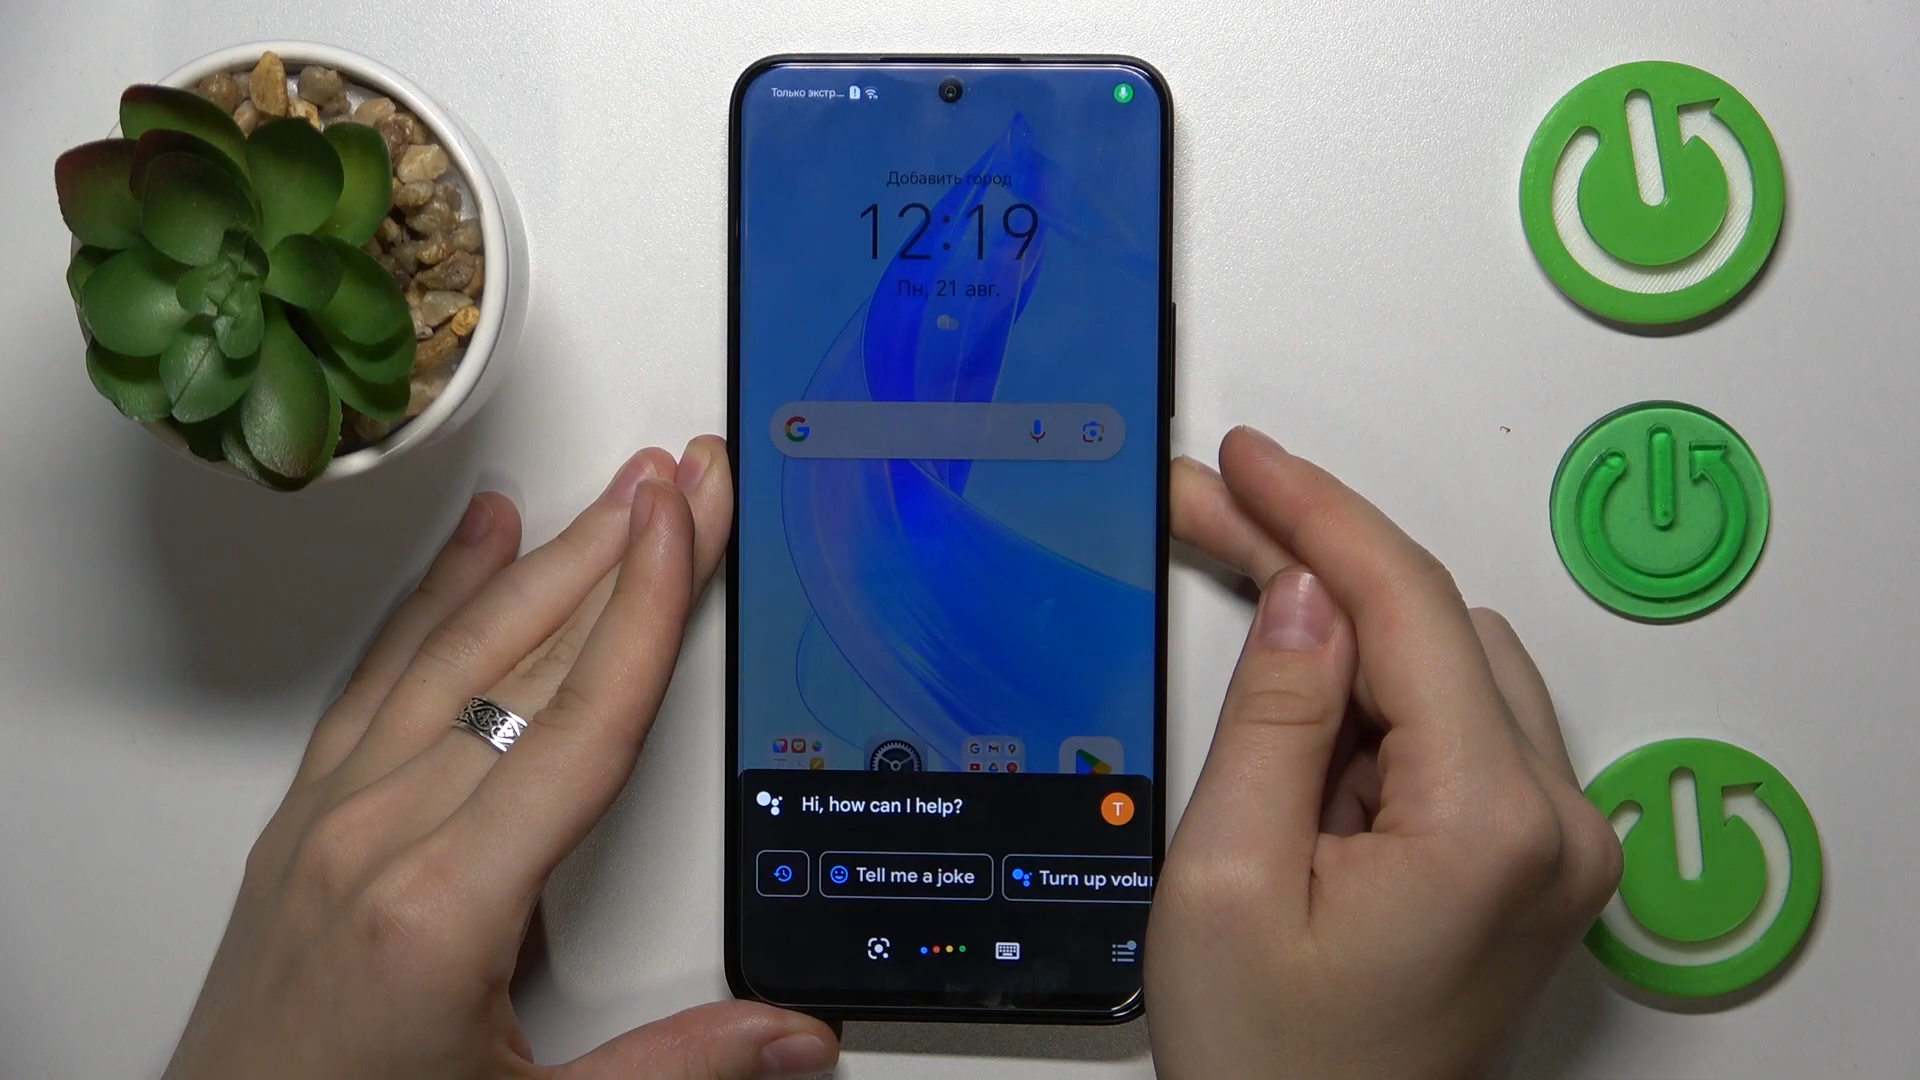 Только экстр...
Добавить город
12:19
Пн, 21 авг.
Hi, how can I help?
T
Tell me a joke
Turn up volu